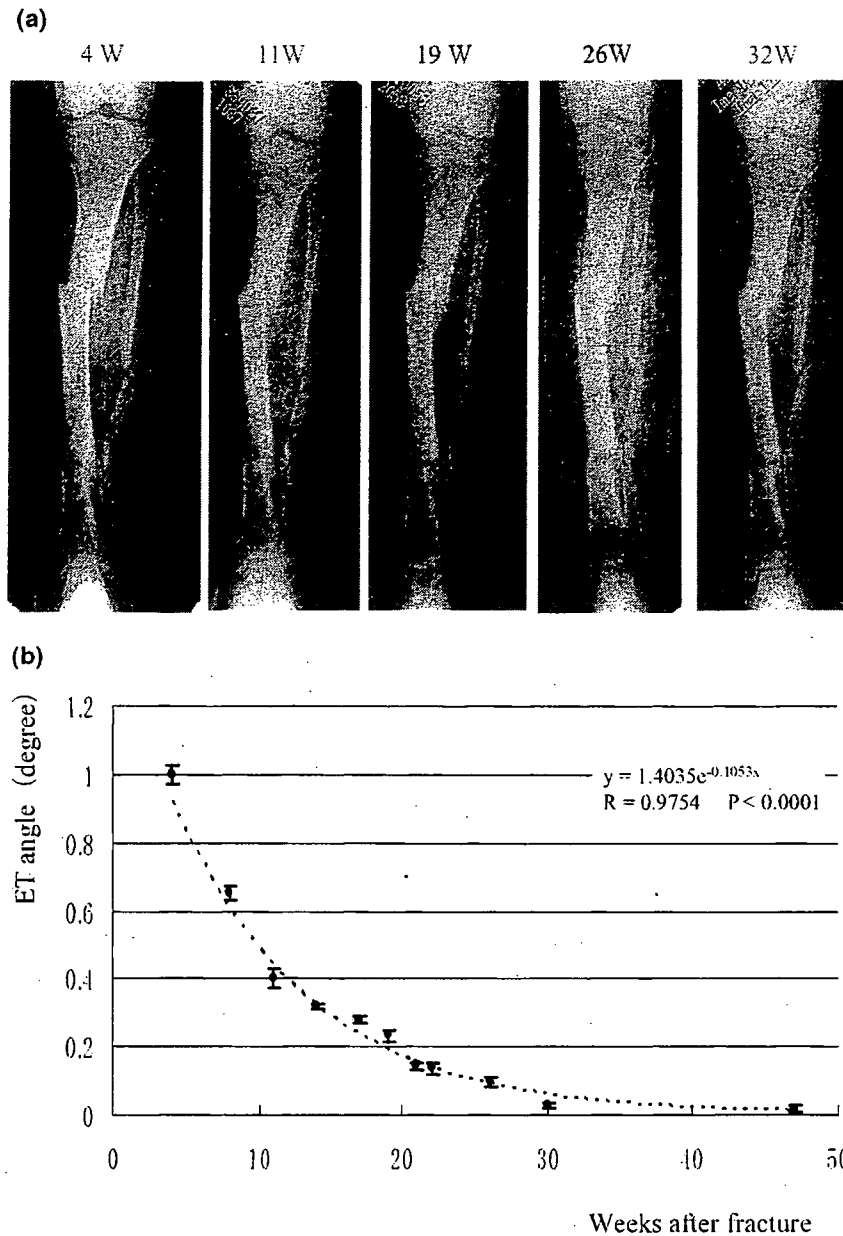 (a)
4 W 11W 19 W 26W 32W
(b)
ET angle (degree)
1.2
1
0.8
0.6
0.4
0.2
0
y = 1.4035e^-0.1053x
R = 0.9754 P < 0.0001
0 10 20 30 40 50
Weeks after fracture